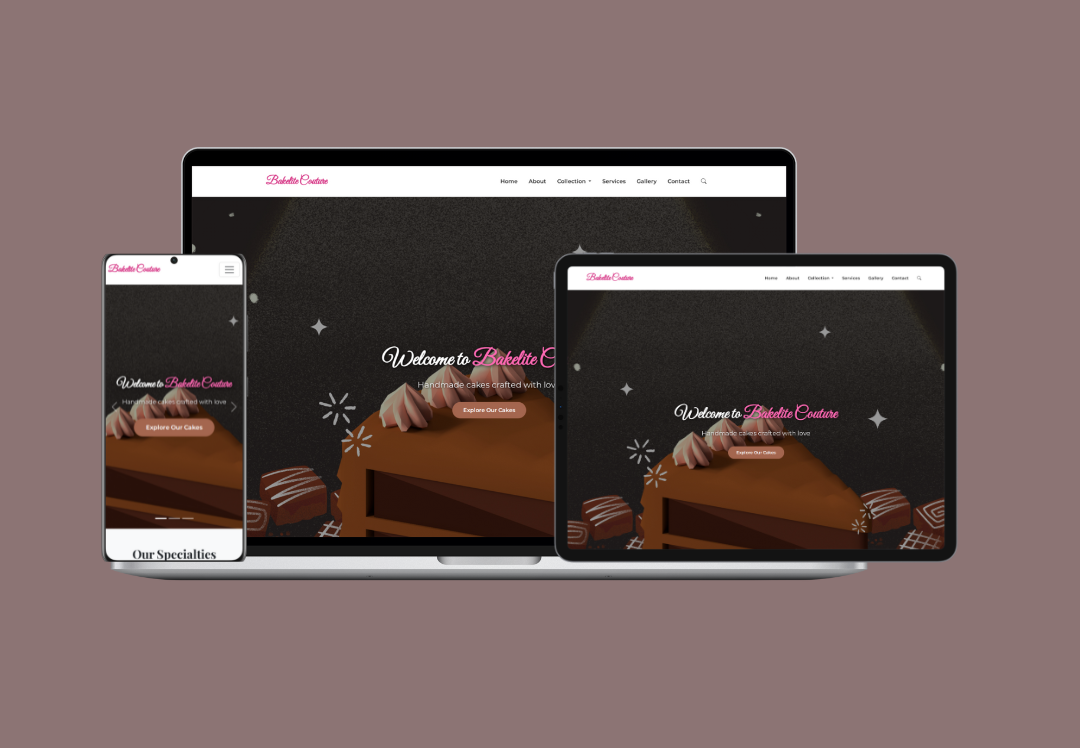 Bakelite Couture
Home About Collection Services Gallery Contact
Welcome to Bakelite C
Handmade cakes crafted with lov
Explore Our Cakes
Bakelite Couture
Welcome to Bakelite Couture
Handmade cakes crafted with love
Explore Our Cakes
Our Specialties
Bakelite Couture
Home About Collection Services Gallery Contact
Welcome to Bakelite Couture
Handmade cakes crafted with love
Explore Our Cakes